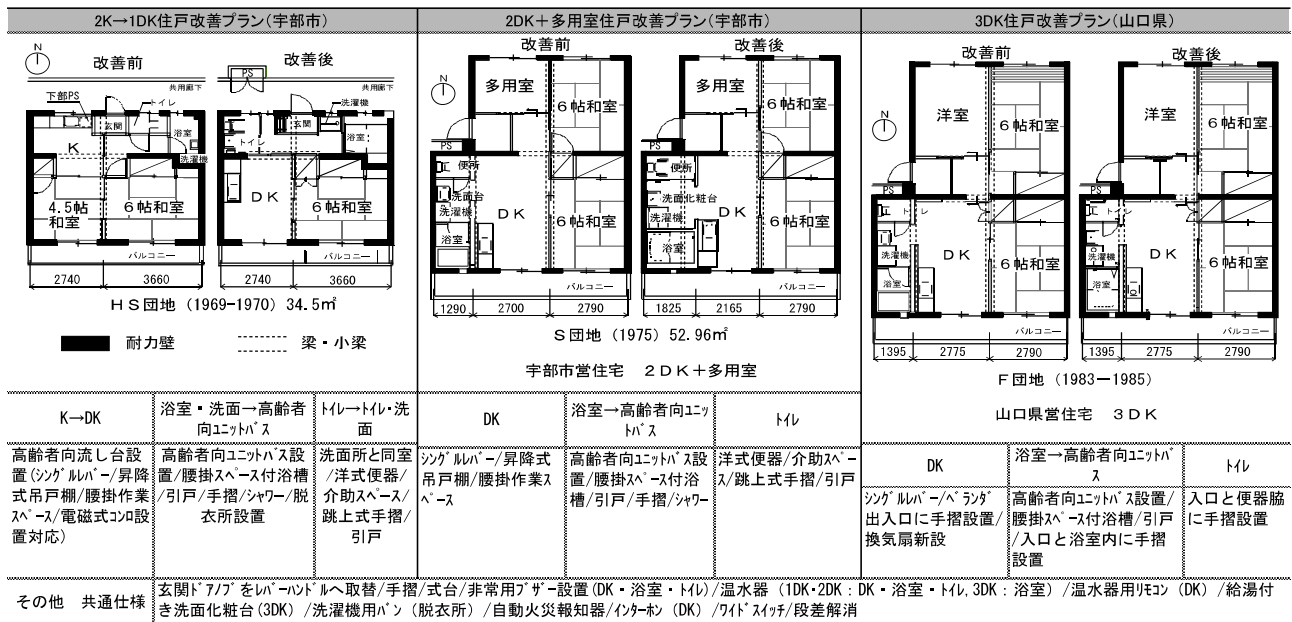 2K→1DK住戸改善プラン(宇部市)
N
改善前
改善後
PS
共用廊下
共用廊下
下部PS
トイレ
玄関
浴室
洗濯機
K
4.5帖
和室
6帖和室
バルコニー
2740
3660
洗濯機
玄関
トイレ
浴室
DK
6帖和室
バルコニー
2740
3660
HS団地 (1969-1970) 34.5㎡
耐力壁
梁・小梁
2DK+多用室住戸改善プラン(宇部市)
N
改善前
改善後
多用室
6帖和室
PS
便所
洗面台
洗濯機
浴室
DK
6帖和室
バルコニー
1290
2700
2790
多用室
6帖和室
PS
便所
洗面化粧台
洗濯機
浴室
DK
6帖和室
バルコニー
1825
2165
2790
S団地 (1975) 52.96㎡
宇部市営住宅 2DK+多用室
3DK住戸改善プラン(山口県)
N
改善前
改善後
洋室
6帖和室
PS
トイレ
洗濯機
浴室
DK
6帖和室
バルコニー
1395
2775
2790
洋室
6帖和室
PS
トイレ
洗濯機
浴室
DK
6帖和室
バルコニー
1395
2775
2790
F団地 (1983-1985)
山口県営住宅 3DK
K→DK
浴室・洗面→高齢者
向ユニットバス
トイレ→トイレ・洗
面
高齢者向流し台設
置(シングルレバー/昇降
式吊戸棚/腰掛作業
スペース/電磁式コンロ設
置対応)
高齢者向ユニットバス設
置/腰掛スペース付浴槽
/引戸/手摺/シャワー/脱
衣所設置
洗面所と同室
/洋式便器/
介助スペース/
跳上式手摺/
引戸
DK
浴室→高齢者向ユニッ
トバス
トイレ
シングルレバー/昇降式
吊戸棚/腰掛作業ス
ペース
高齢者向ユニットバス設
置/腰掛スペース付浴
槽/引戸/手摺/シャワー
洋式便器/介助スペー
ス/跳上式手摺/引戸
DK
浴室→高齢者向ユニットバ
ス
トイレ
シングルレバー/ベランダ
出入口に手摺設置/
換気扇新設
高齢者向ユニットバス設置/
腰掛スペース付浴槽/引戸
/入口と浴室内に手摺
設置
入口と便器脇
に手摺設置
その他 共通仕様
玄関ドアノブをレバーハンドルへ取替/手摺/式台/非常用ブザー設置(DK・浴室・トイレ)/温水器 (1DK・2DK:DK・浴室・トイレ,3DK:浴室) /温水器用リモコン (DK) /給湯付
き洗面化粧台(3DK) /洗濯機用パン (脱衣所) /自動火災報知器/インターホン (DK) /ワイドスイッチ/段差解消